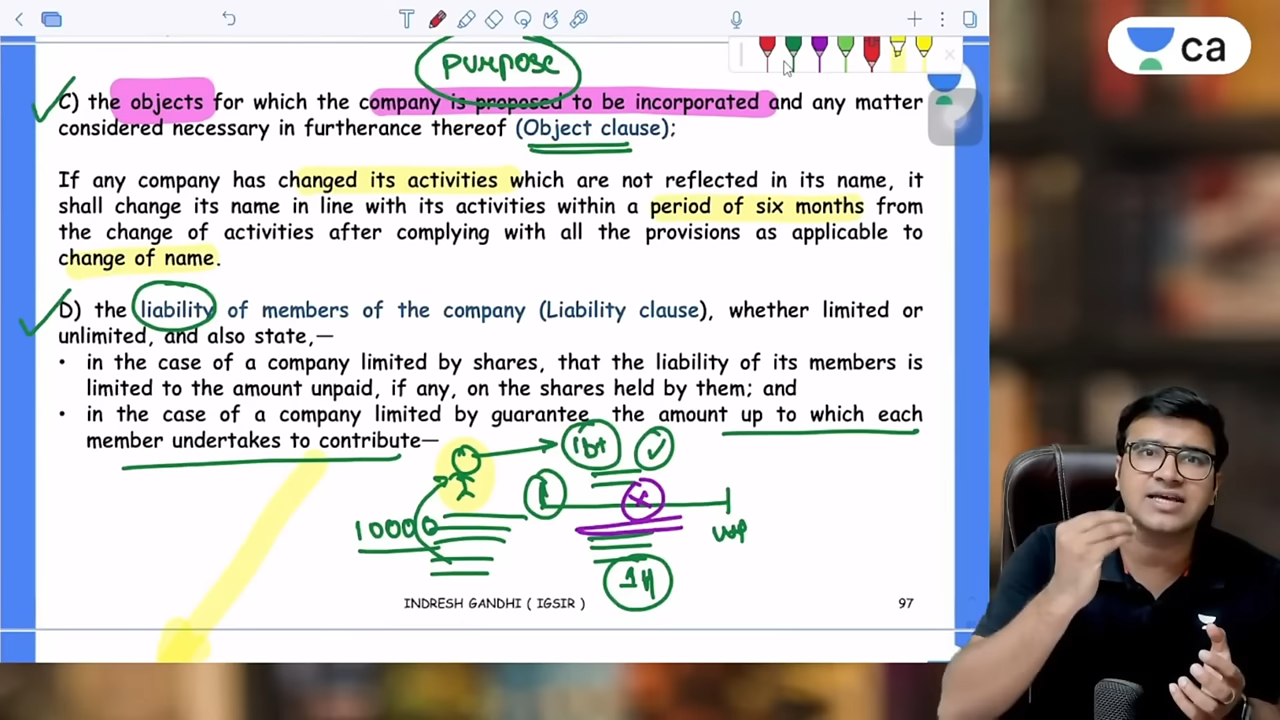 ca
purpose
C) the objects for which the company is proposed to be incorporated and any matter
considered necessary in furtherance thereof (Object clause);
If any company has changed its activities which are not reflected in its name, it
shall change its name in line with its activities within a period of six months from
the change of activities after complying with all the provisions as applicable to
change of name.
D) the liability of members of the company (Liability clause), whether limited or
unlimited, and also state,—
• in the case of a company limited by shares, that the liability of its members is
limited to the amount unpaid, if any, on the shares held by them; and
• in the case of a company limited by guarantee, the amount up to which each
member undertakes to contribute—
10000
INDRESH GANDHI ( IGSIR )
97